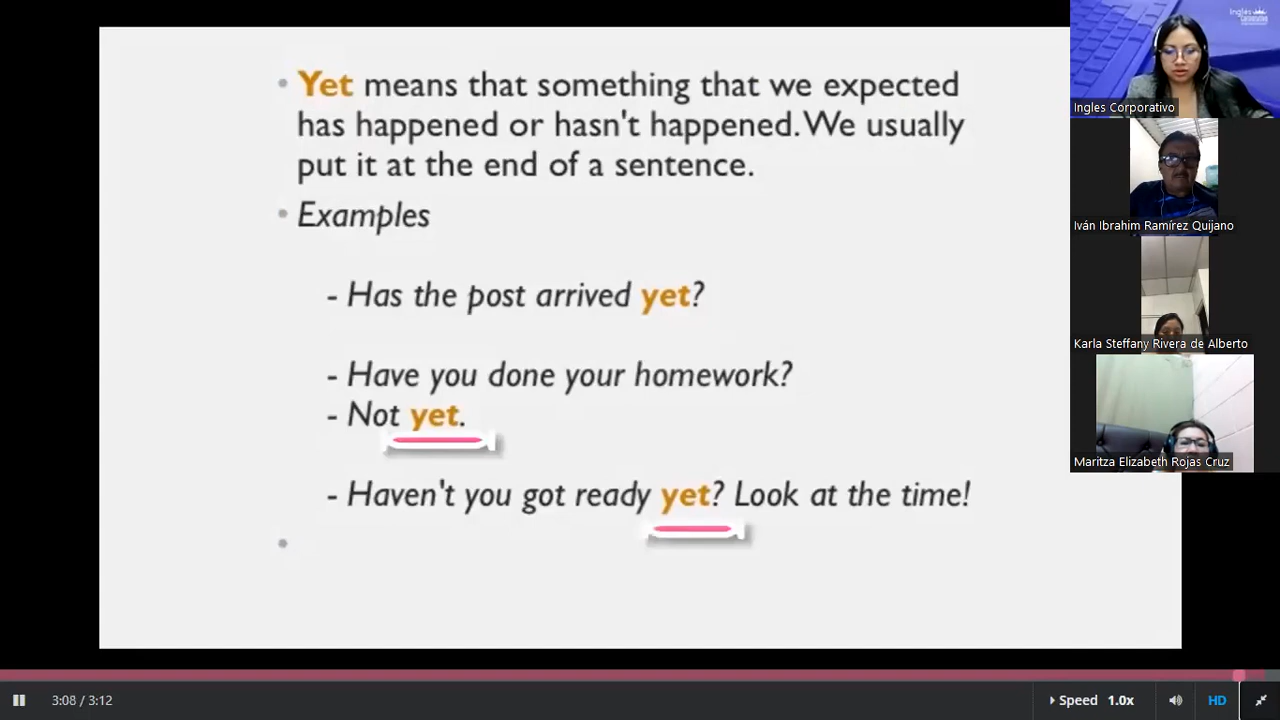 Yet means that something that we expected
has happened or hasn't happened. We usually
put it at the end of a sentence.
Examples
- Has the post arrived yet?
- Have you done your homework?
- Not yet.
- Haven't you got ready yet? Look at the time!
Ingles
Ingles Corporativo
Iván Ibrahim Ramírez Quijano
Karla Steffany Rivera de Alberto
Maritza Elizabeth Rojas Cruz
3:08 / 3:12
Speed 1.0x
HD